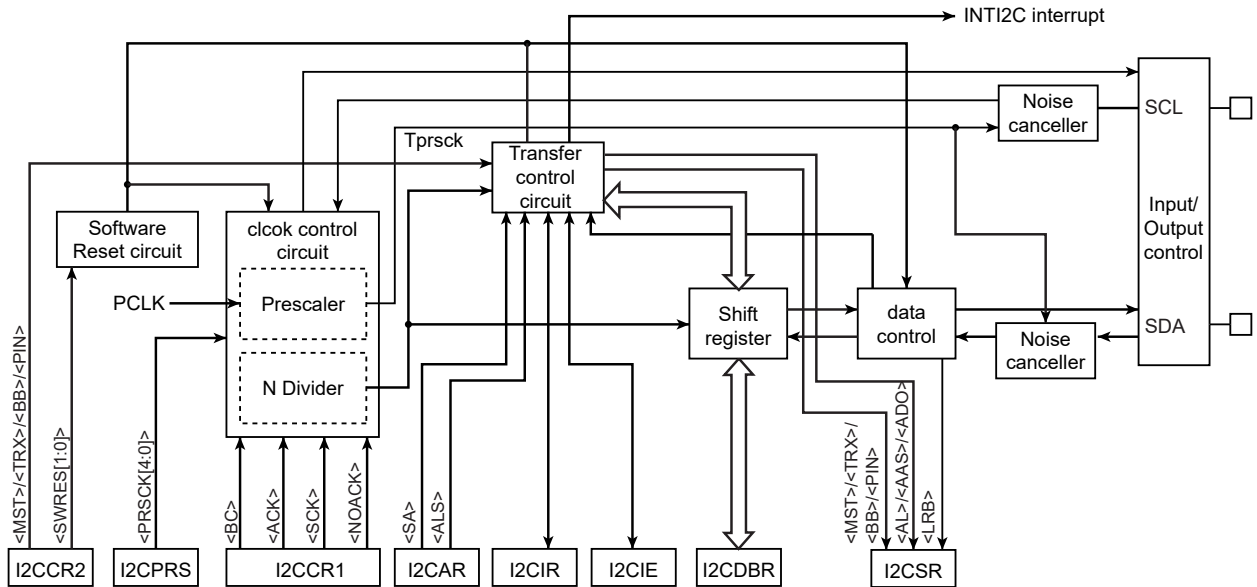 INTI2C interrupt
Noise
canceller
SCL
Tprsck
Transfer
control
circuit
Software
Reset circuit
clcok control
circuit
Input/
Output
control
PCLK
Prescaler
Shift
register
data
control
SDA
Noise
canceller
N Divider
<MST>/<TRX>/<BB>/<PIN>
<SWRES[1:0]>
<PRSCK[4:0]>
<BC>
<ACK>
<SCK>
<NOACK>
<SA>
<ALS>
<MST>/<TRX>/
<BB>/<PIN>
<AL>/<AAS>/<ADO>
<LRB>
I2CCR2
I2CPRS
I2CCR1
I2CAR
I2CIR
I2CIE
I2CDBR
I2CSR